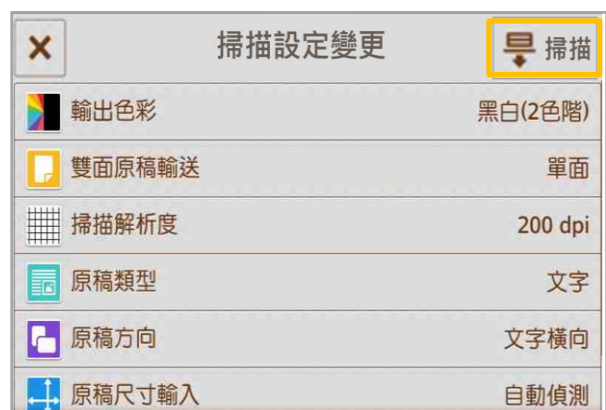 掃描設定變更 掃描
輸出色彩 黑白(2色階)
雙面原稿輸送 單面
掃描解析度 200 dpi
原稿類型 文字
原稿方向 文字橫向
原稿尺寸輸入 自動偵測